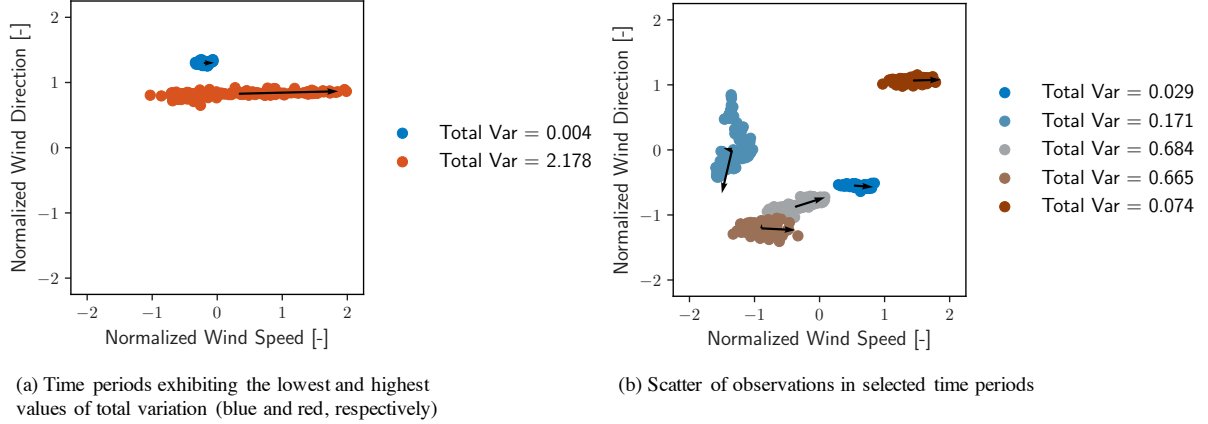 2
1
0
−1
−2
Normalized Wind Direction [-]
−2 −1 0 1 2
Normalized Wind Speed [-]
Total Var = 0.004
Total Var = 2.178
(a) Time periods exhibiting the lowest and highest
values of total variation (blue and red, respectively)
2
1
0
−1
−2
Normalized Wind Direction [-]
−2 −1 0 1 2
Normalized Wind Speed [-]
Total Var = 0.029
Total Var = 0.171
Total Var = 0.684
Total Var = 0.665
Total Var = 0.074
(b) Scatter of observations in selected time periods